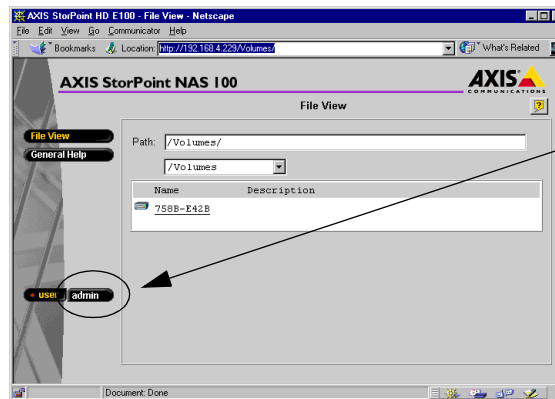 AXIS StorPoint HD E100 - File View - Netscape
File Edit View Go Communicator Help
Bookmarks Location: http://192.168.4.229/Volumes/ What's Related
AXIS StorPoint NAS 100
AXIS
COMMUNICATIONS
File View
?
File View
General Help
Path: /Volumes/
/Volumes
Name Description
758B-E42B
user admin
Document: Done